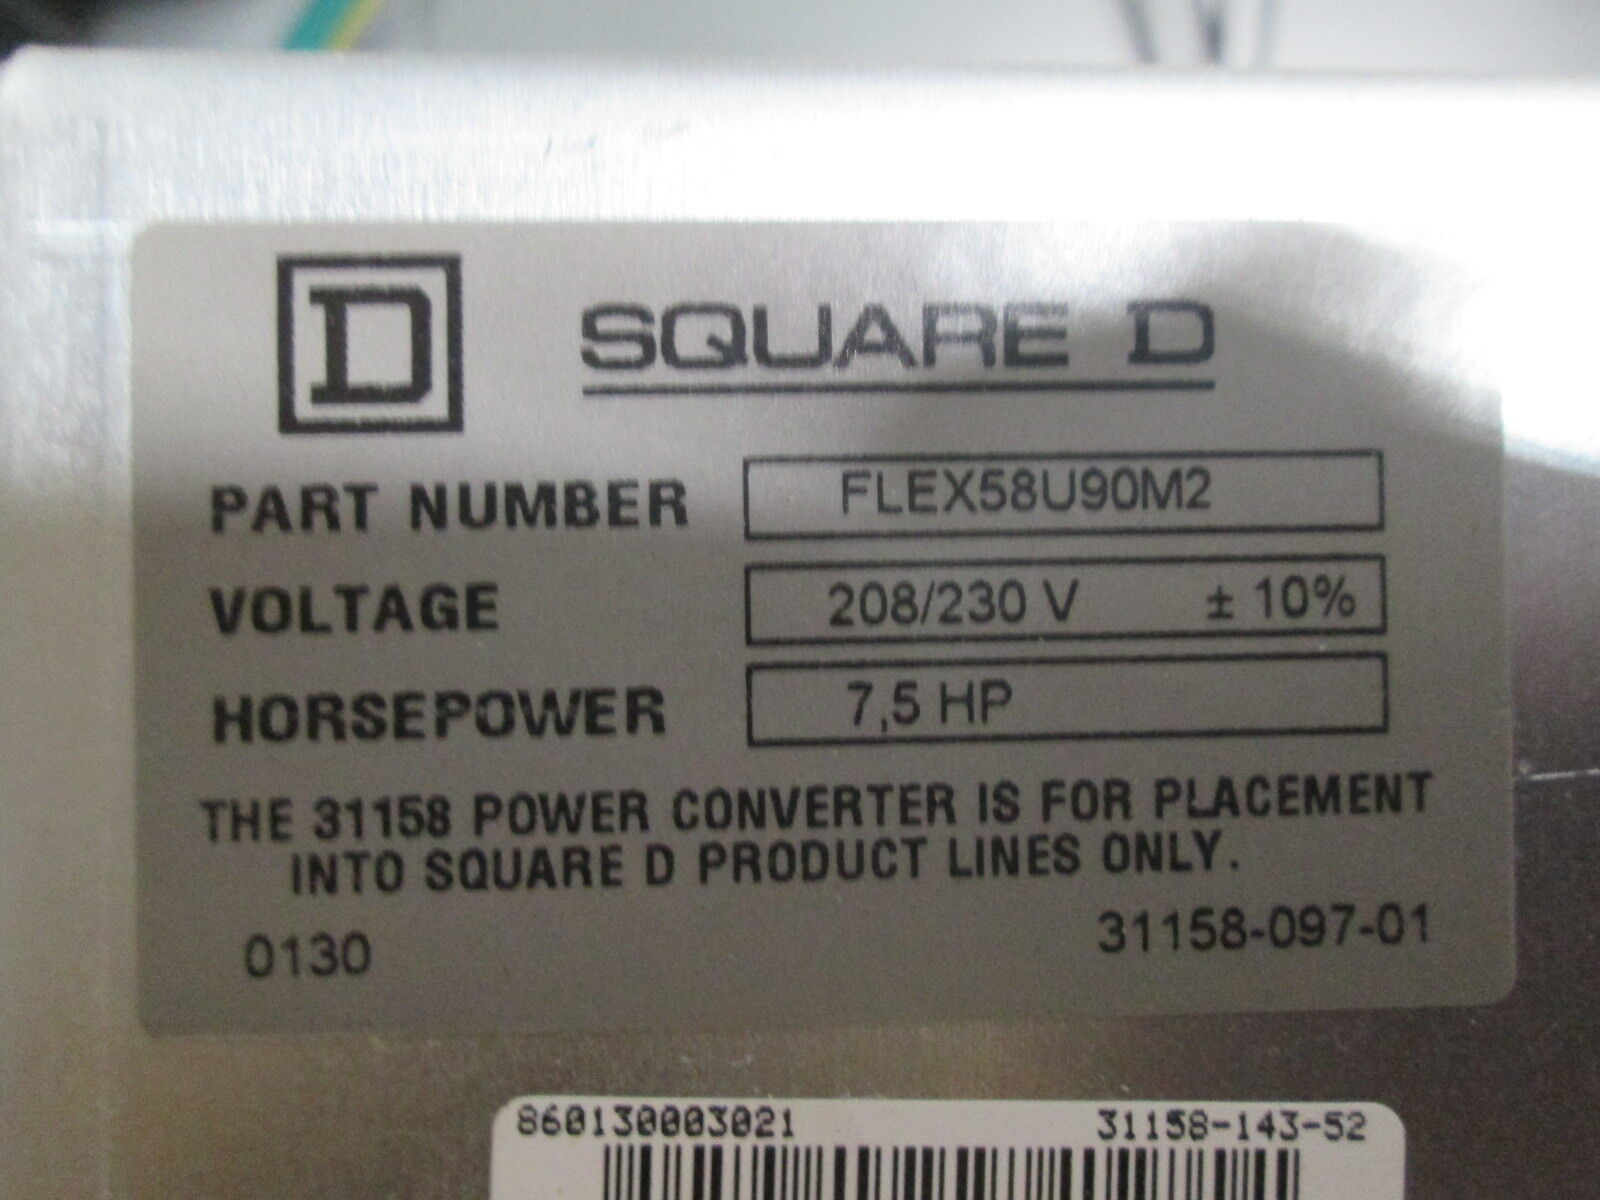 D SQUARE D
PART NUMBER FLEX58U90M2
VOLTAGE 208/230 V ± 10%
HORSEPOWER 7,5 HP
THE 31158 POWER CONVERTER IS FOR PLACEMENT
INTO SQUARE D PRODUCT LINES ONLY.
0130 31158-097-01
860130003021 31158-143-52